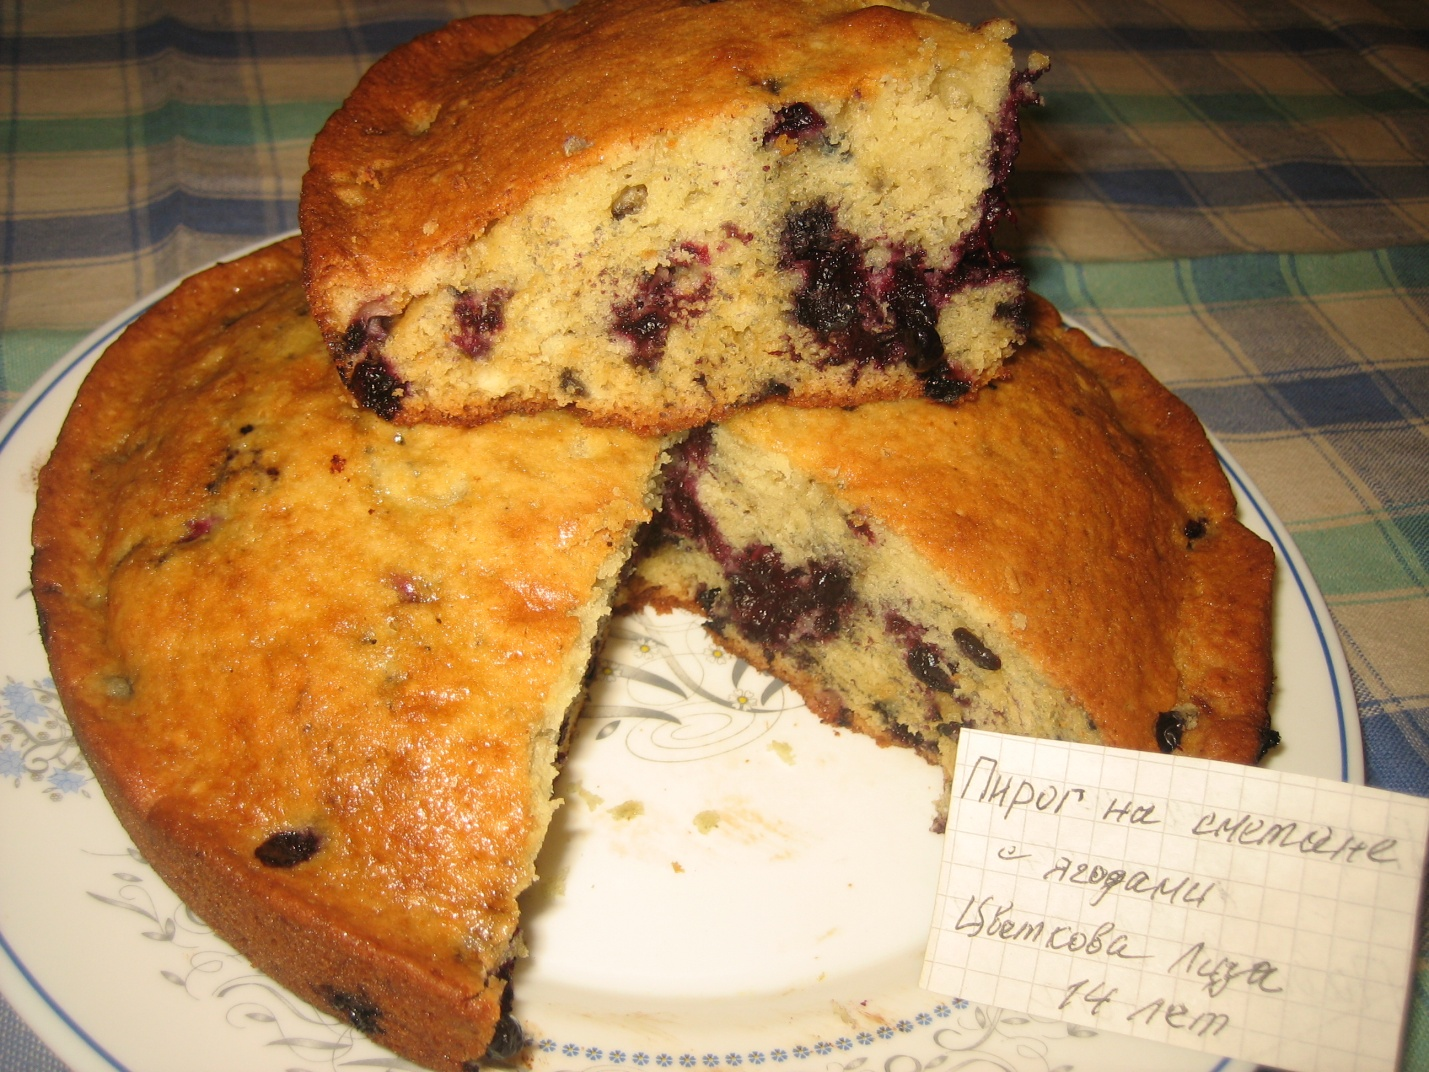 Пирог на сметане
с ягодами
Цветкова Лиза
14 лет